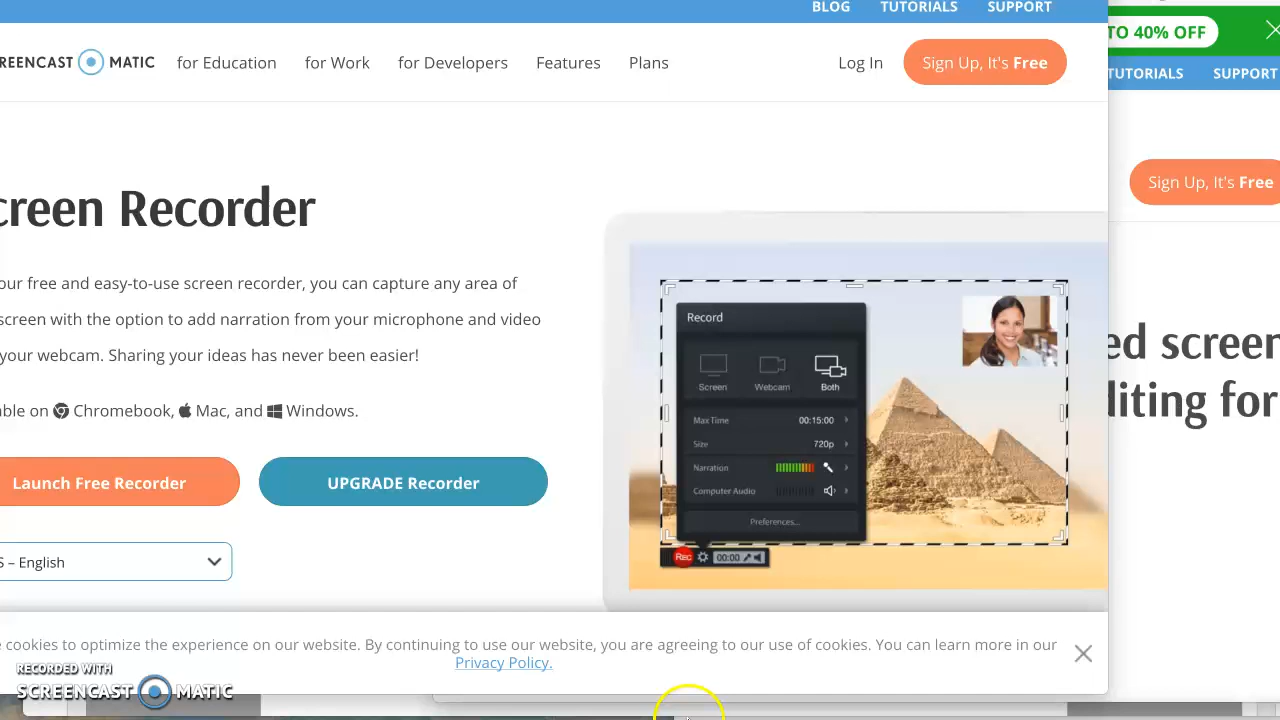 BLOG TUTORIALS SUPPORT
TO 40% OFF
TUTORIALS SUPPORT
REENCAST MATIC for Education for Work for Developers Features Plans Log In Sign Up, It's Free
Sign Up, It's Free
creen Recorder
our free and easy-to-use screen recorder, you can capture any area of
screen with the option to add narration from your microphone and video
your webcam. Sharing your ideas has never been easier!
ble on Chromebook, Mac, and Windows.
Launch Free Recorder UPGRADE Recorder
S – English
Record
Screen Webcam Both
Max Time 00:15:00
Size 720p
Narration
Computer Audio
Preferences...
Rec 00:00
ed screen
diting for
e cookies to optimize the experience on our website. By continuing to use our website, you are agreeing to our use of cookies. You can learn more in our
Privacy Policy.
RECORDED WITH
SCREENCAST MATIC